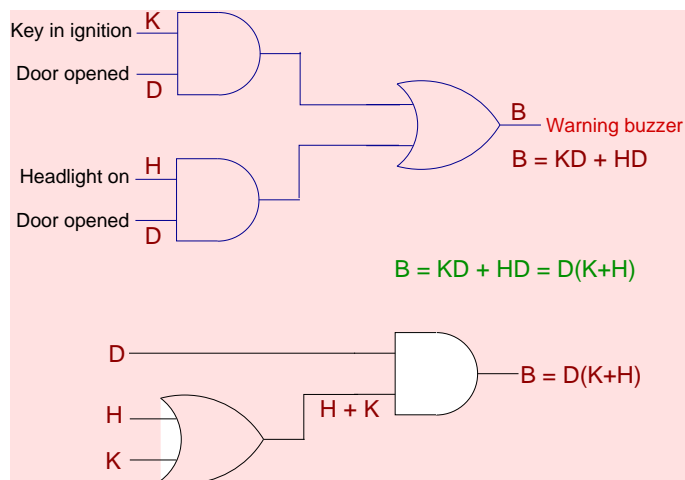 K
Key in ignition
Door opened
D
B
Warning buzzer
B = KD + HD
H
Headlight on
Door opened
D
B = KD + HD = D(K+H)
D
B = D(K+H)
H + K
H
K